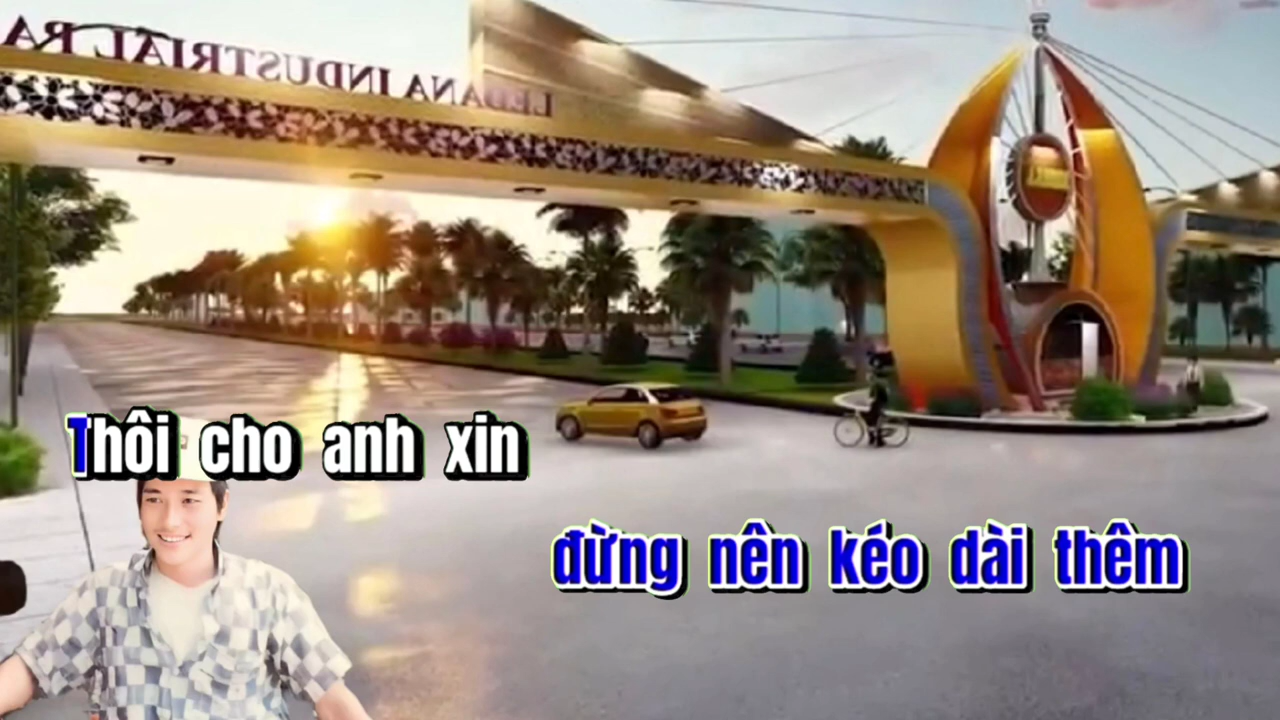 LEDANA INDUSTRIAL PA
Thôi cho anh xin
đừng nên kéo dài thêm